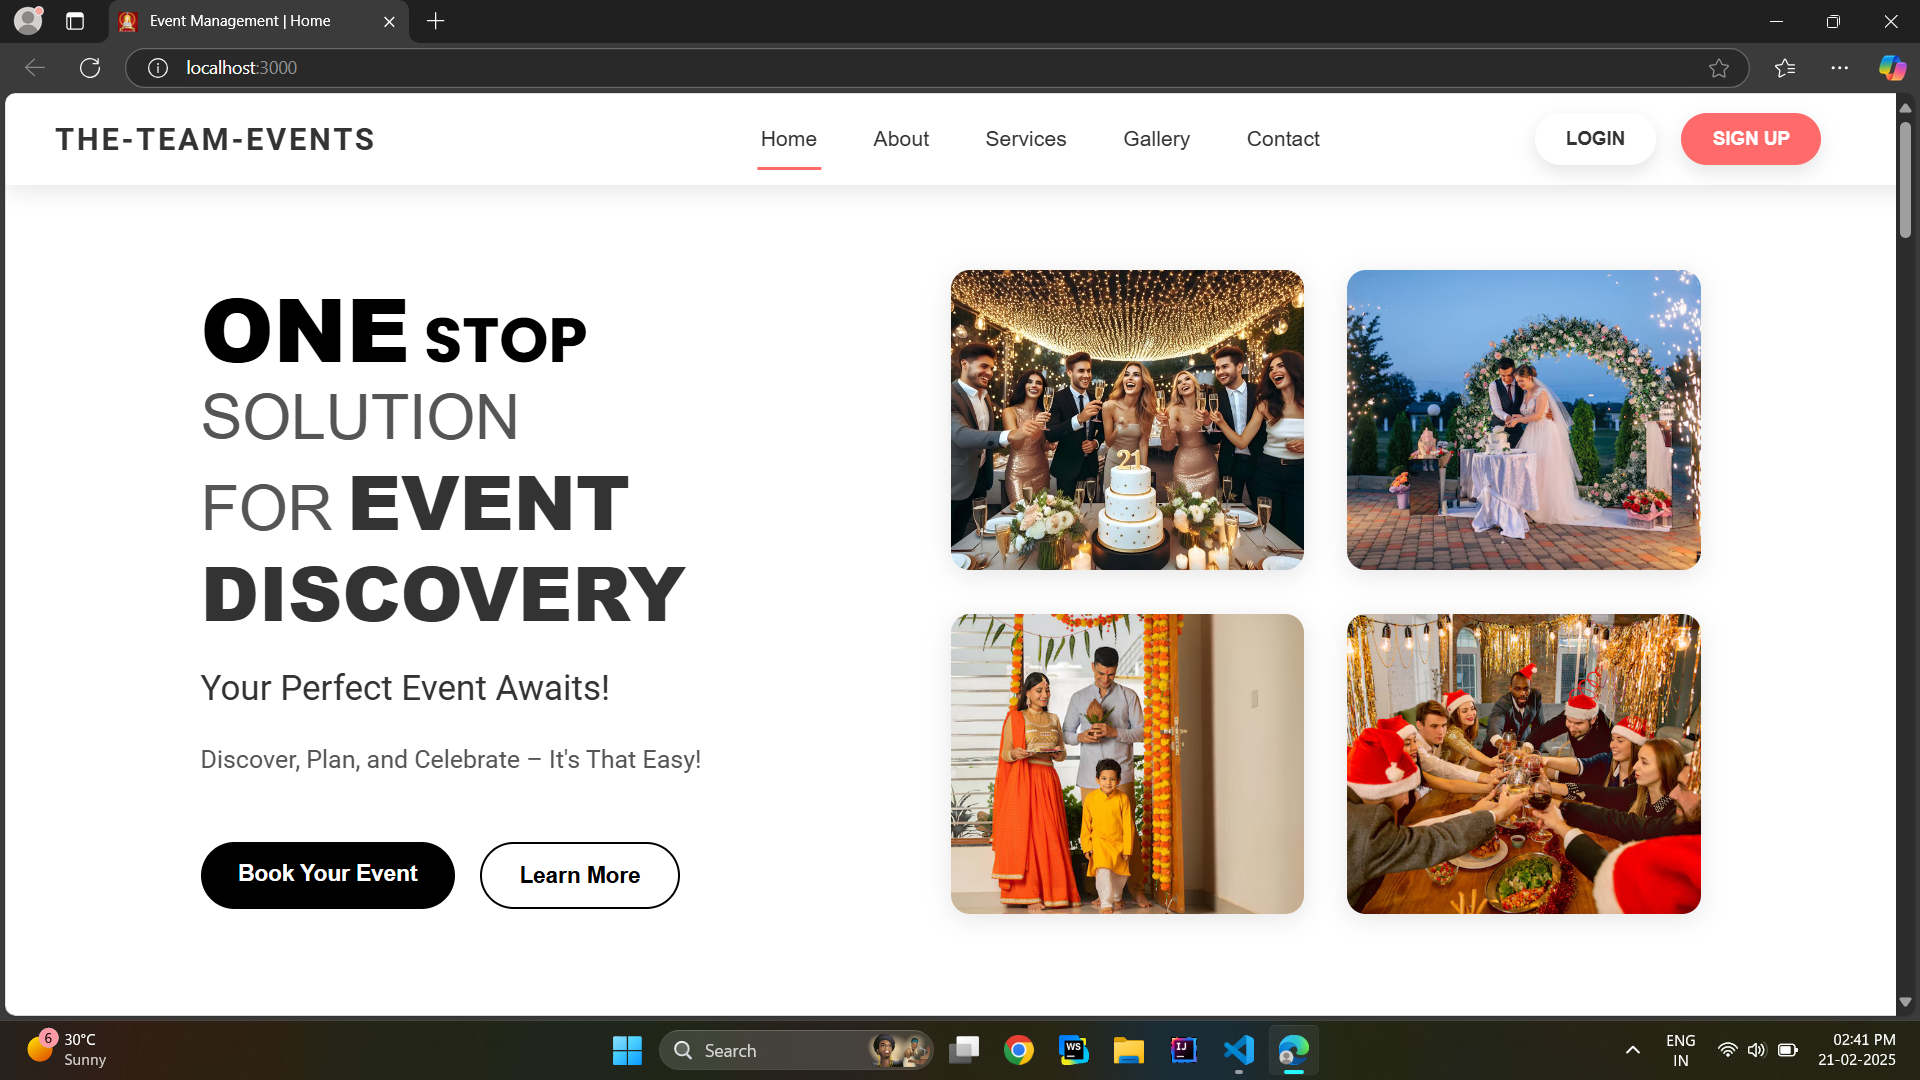 Event Management | Home
localhost:3000
THE-TEAM-EVENTS
Home
About
Services
Gallery
Contact
LOGIN
SIGN UP
ONE STOP
SOLUTION
FOR EVENT
DISCOVERY
Your Perfect Event Awaits!
Discover, Plan, and Celebrate – It's That Easy!
Book Your Event
Learn More
21
6
30°C
Sunny
Search
WS
IJ
ENG
IN
02:41 PM
21-02-2025